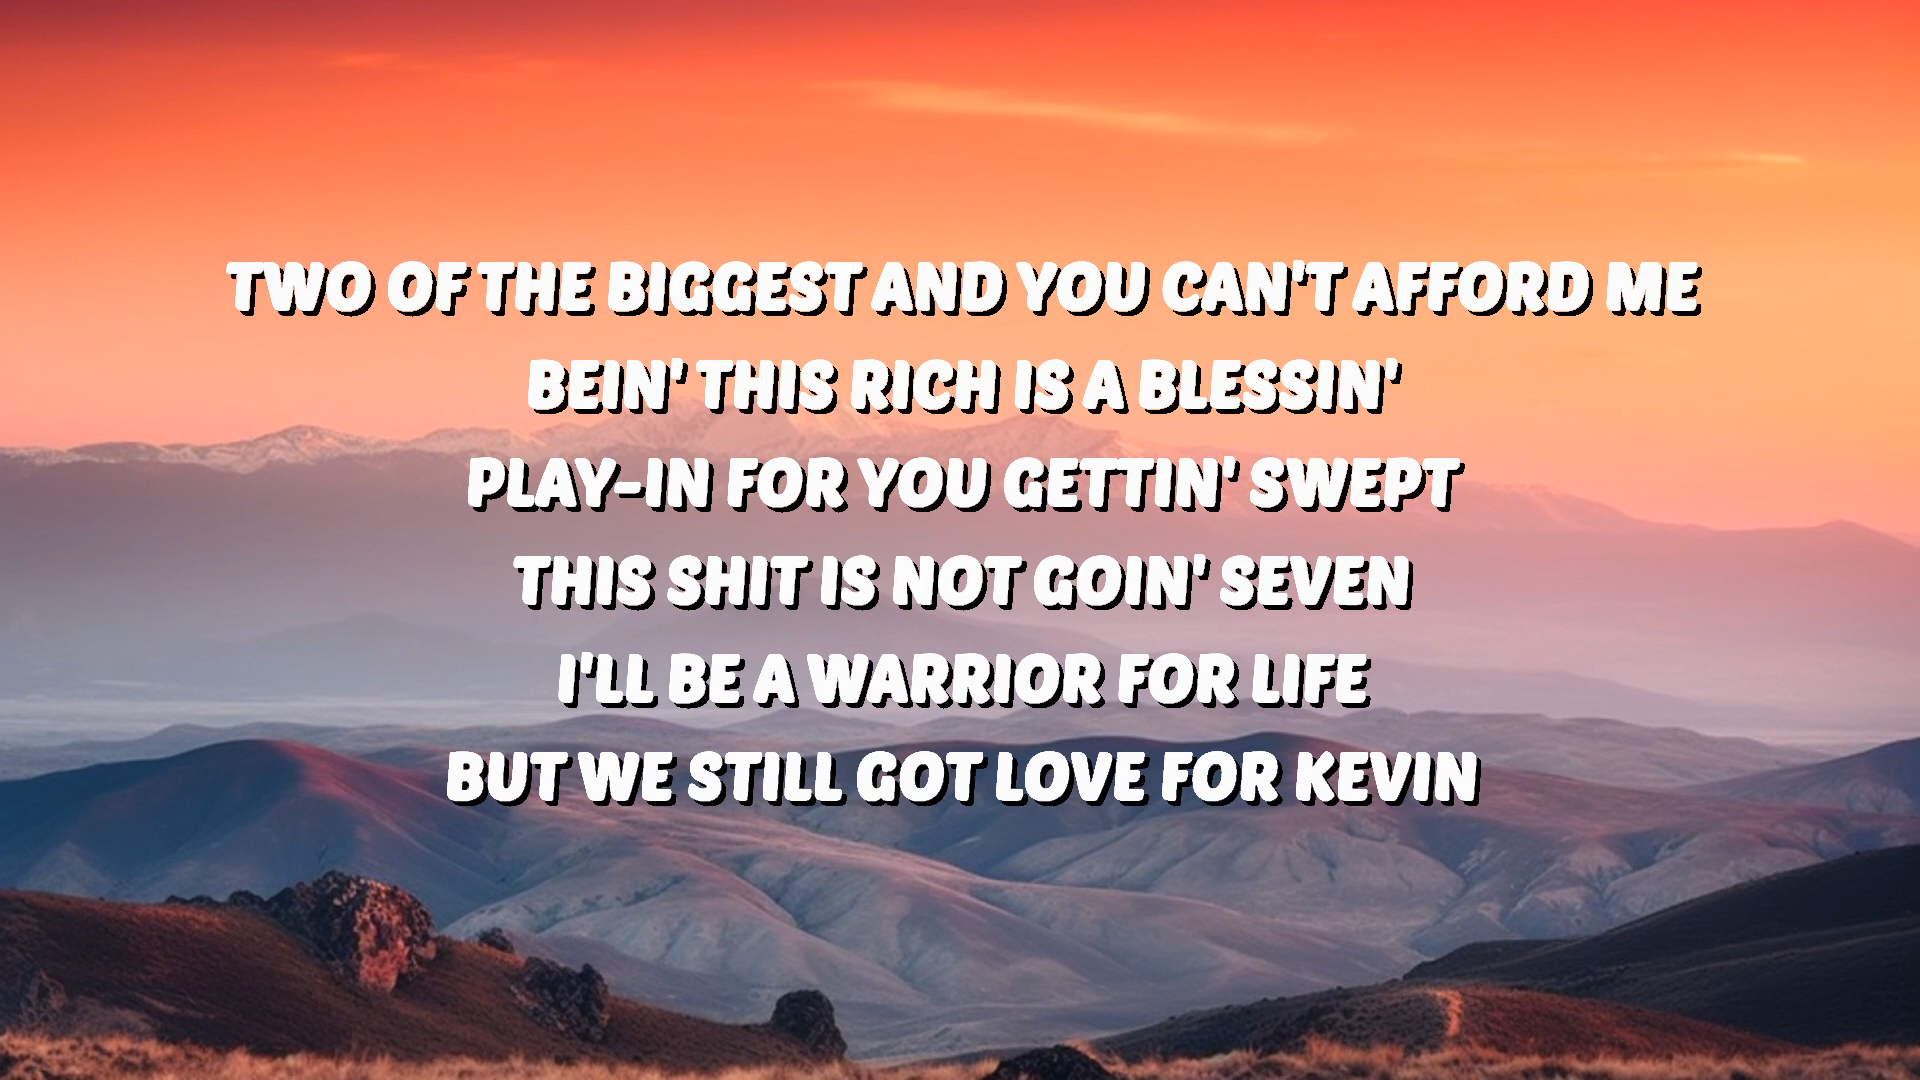 TWO OF THE BIGGEST AND YOU CAN'T AFFORD ME
BEIN' THIS RICH IS A BLESSIN'
PLAY-IN FOR YOU GETTIN' SWEPT
THIS SHIT IS NOT GOIN' SEVEN
I'LL BE A WARRIOR FOR LIFE
BUT WE STILL GOT LOVE FOR KEVIN